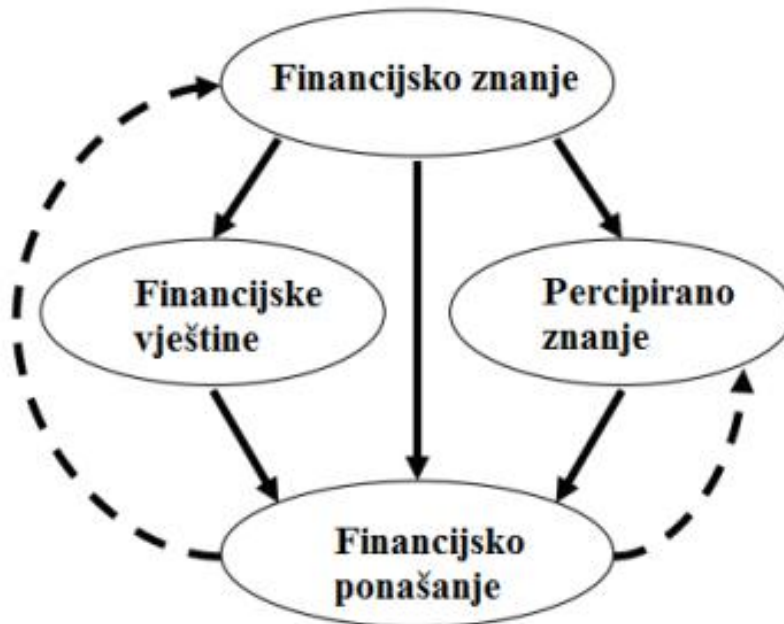 Financijsko znanje
Financijske
vještine
Percipirano
znanje
Financijsko
ponašanje